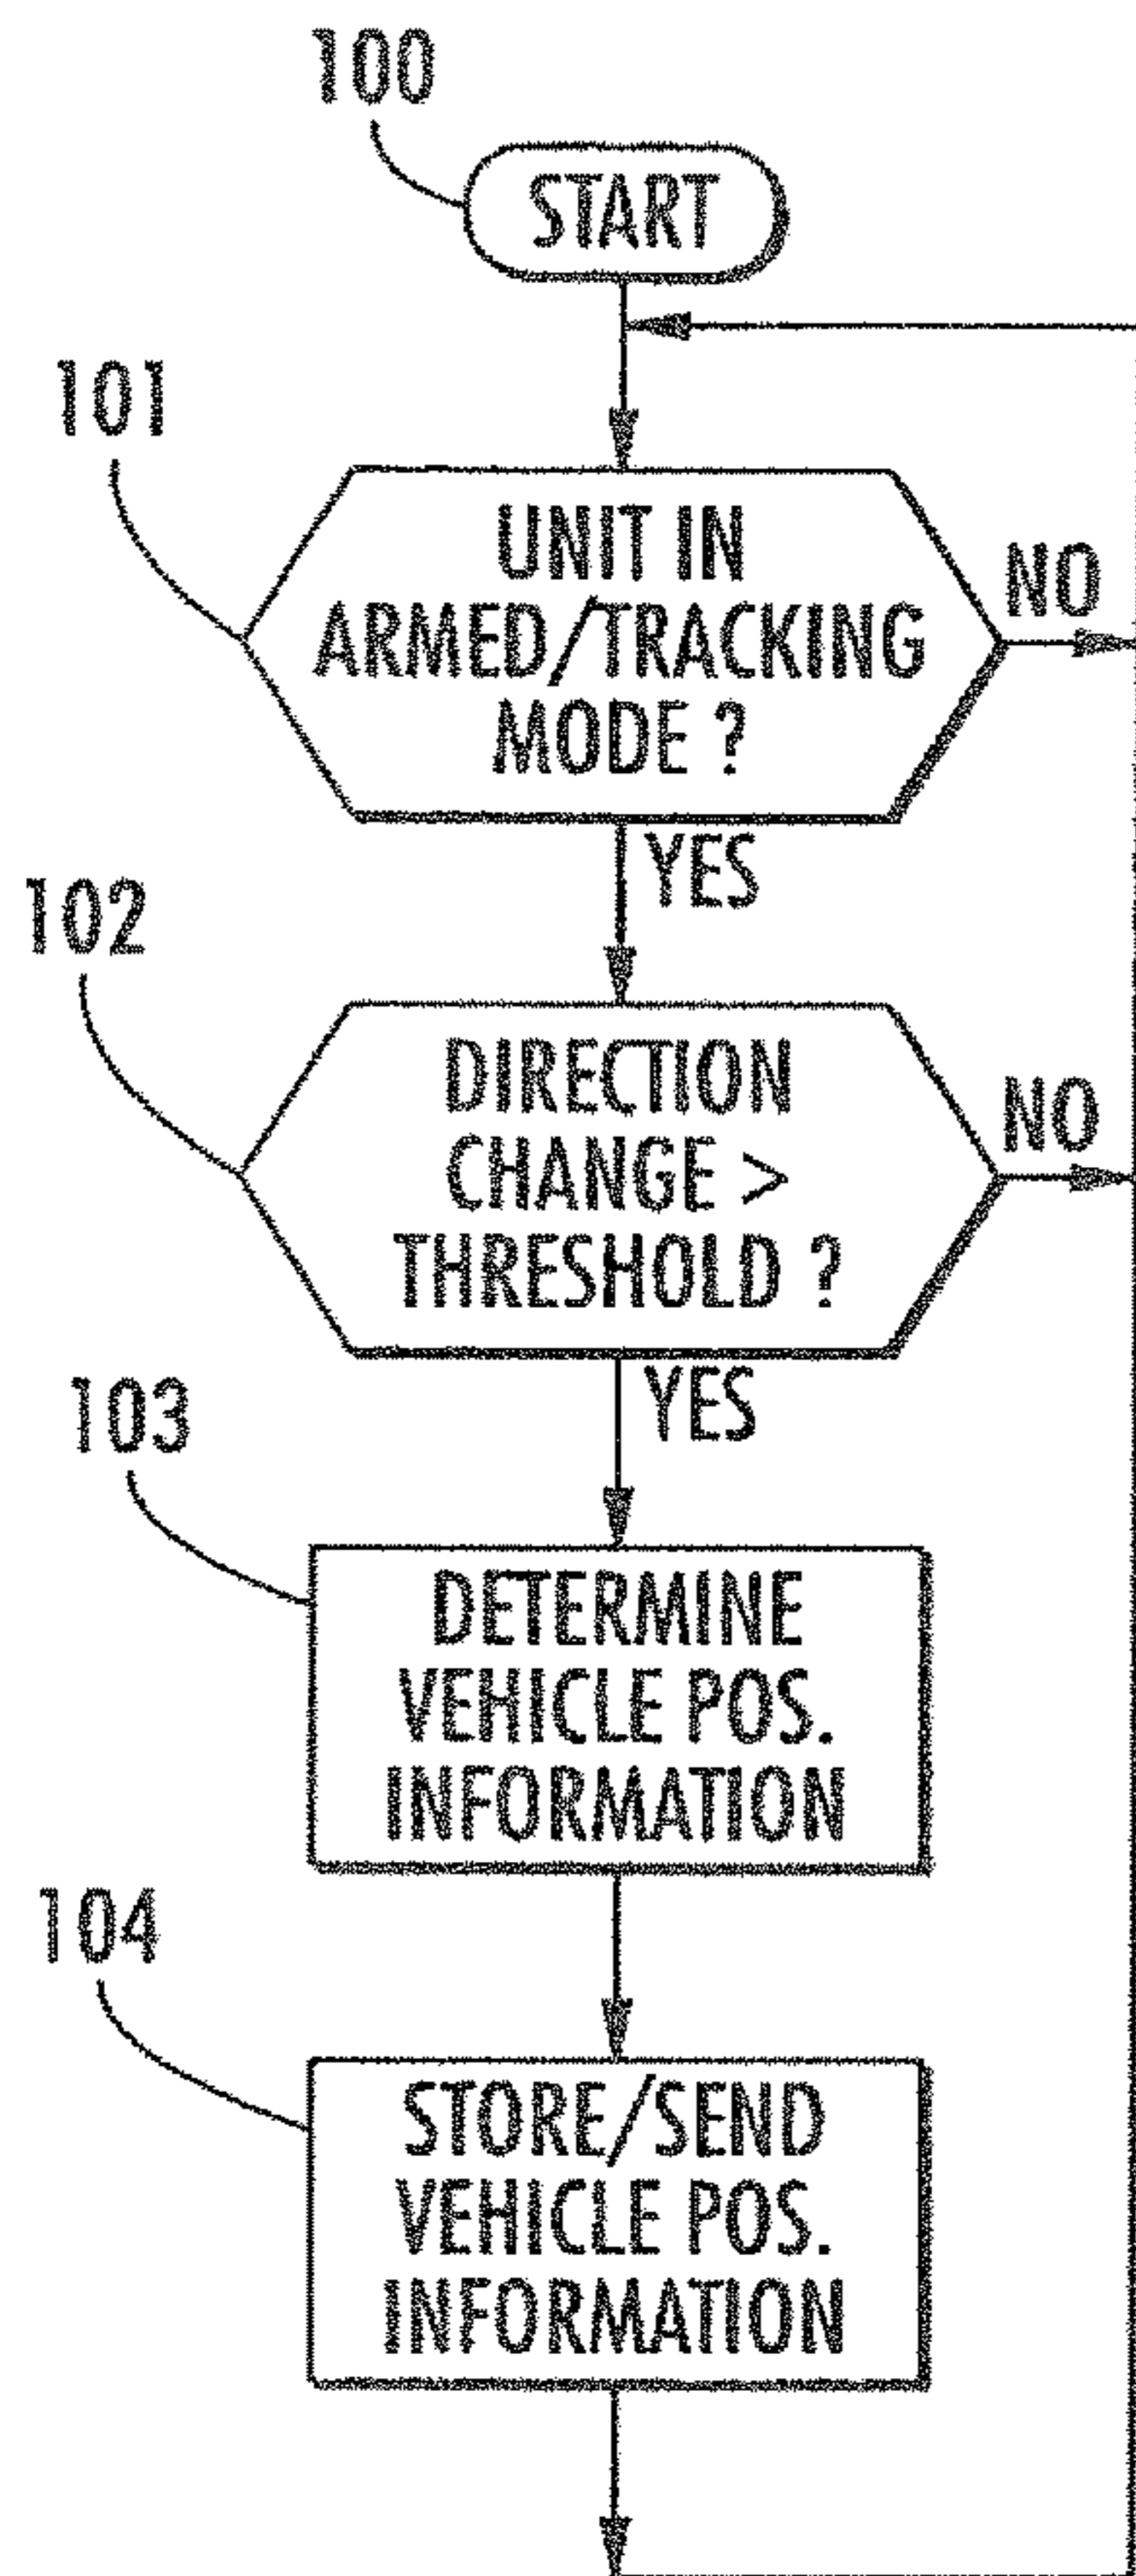 100
START
101
UNIT IN
ARMED/TRACKING
MODE ?
NO
YES
102
DIRECTION
CHANGE >
THRESHOLD ?
NO
YES
103
DETERMINE
VEHICLE POS.
INFORMATION
104
STORE/SEND
VEHICLE POS.
INFORMATION